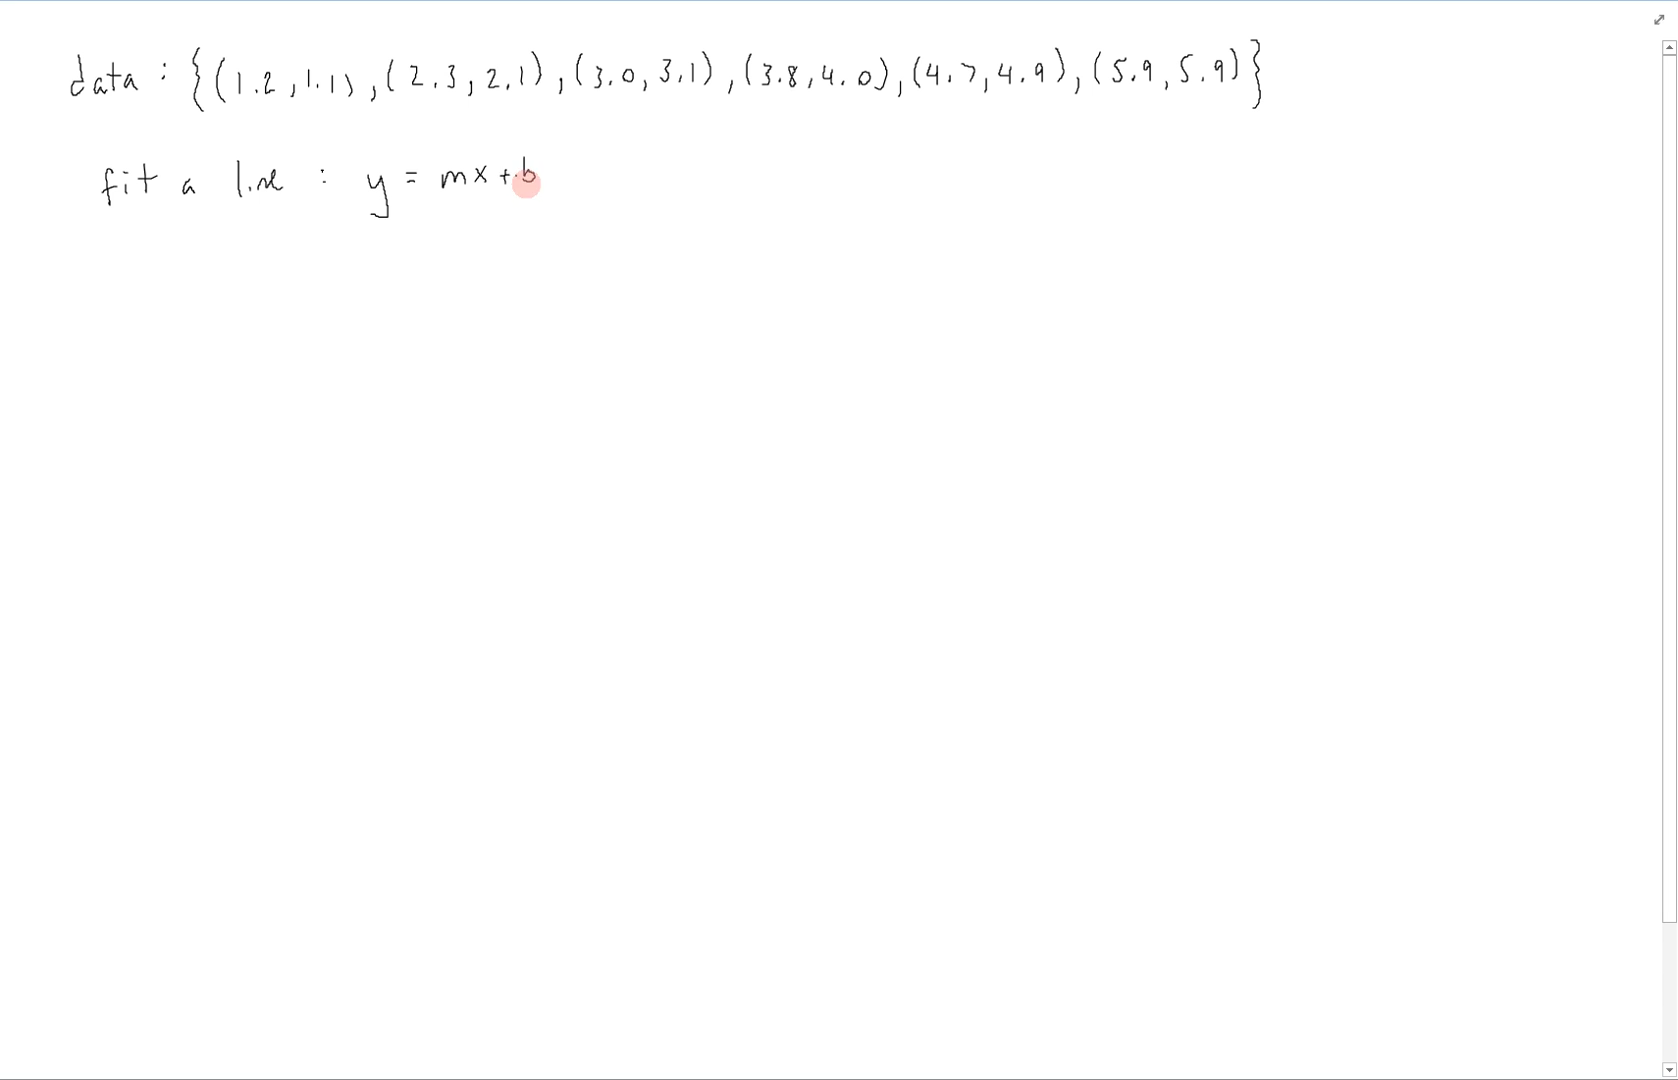 data : {(1.2, 1.1), (2.3, 2.1), (3.0, 3.1), (3.8, 4.0), (4.7, 4.9), (5.9, 5.9)}
fit a line : y = mx + b